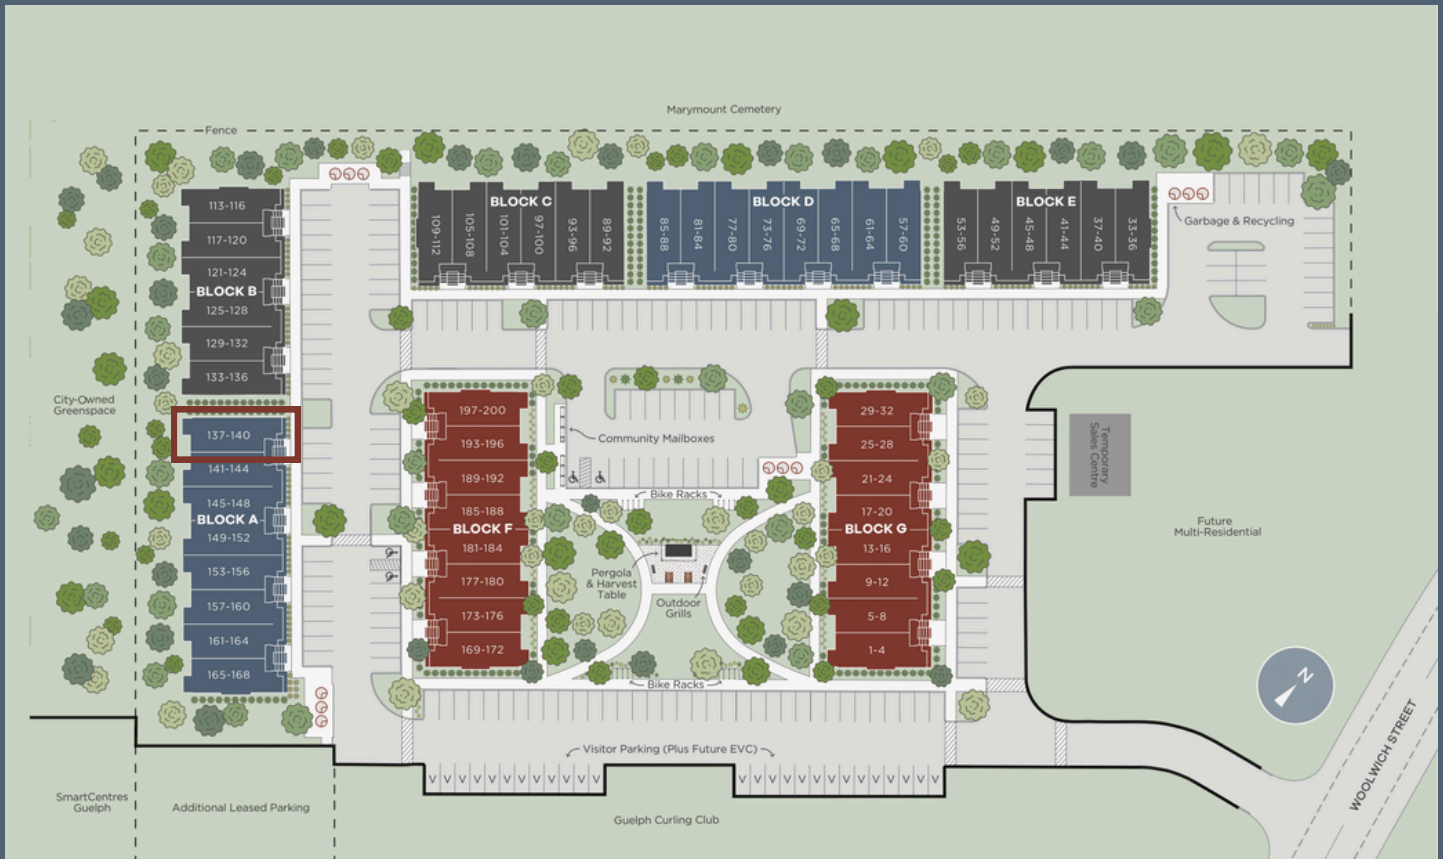 Marymount Cemetery
Fence
BLOCK C
109-112
105-108
101-104
97-100
93-96
89-92
BLOCK D
85-88
81-84
77-80
73-76
69-72
65-68
61-64
57-60
BLOCK E
53-56
49-52
45-48
41-44
37-40
33-36
Garbage & Recycling
113-116
117-120
121-124
BLOCK B
125-128
129-132
133-136
City-Owned
Greenspace
137-140
141-144
145-148
BLOCK A
149-152
153-156
157-160
161-164
165-168
197-200
193-196
189-192
185-188
BLOCK F
181-184
177-180
173-176
169-172
Community Mailboxes
Bike Racks
Pergola
& Harvest
Table
Outdoor
Grills
Bike Racks
29-32
25-28
21-24
17-20
BLOCK G
13-16
9-12
5-8
1-4
Temporary
Sales Centre
Future
Multi-Residential
N
WOOLWICH STREET
Visitor Parking (Plus Future EVC)
V V V V V V V V V V V V V
V V V V V V V V V V V V V V V
SmartCentres
Guelph
Additional Leased Parking
Guelph Curling Club